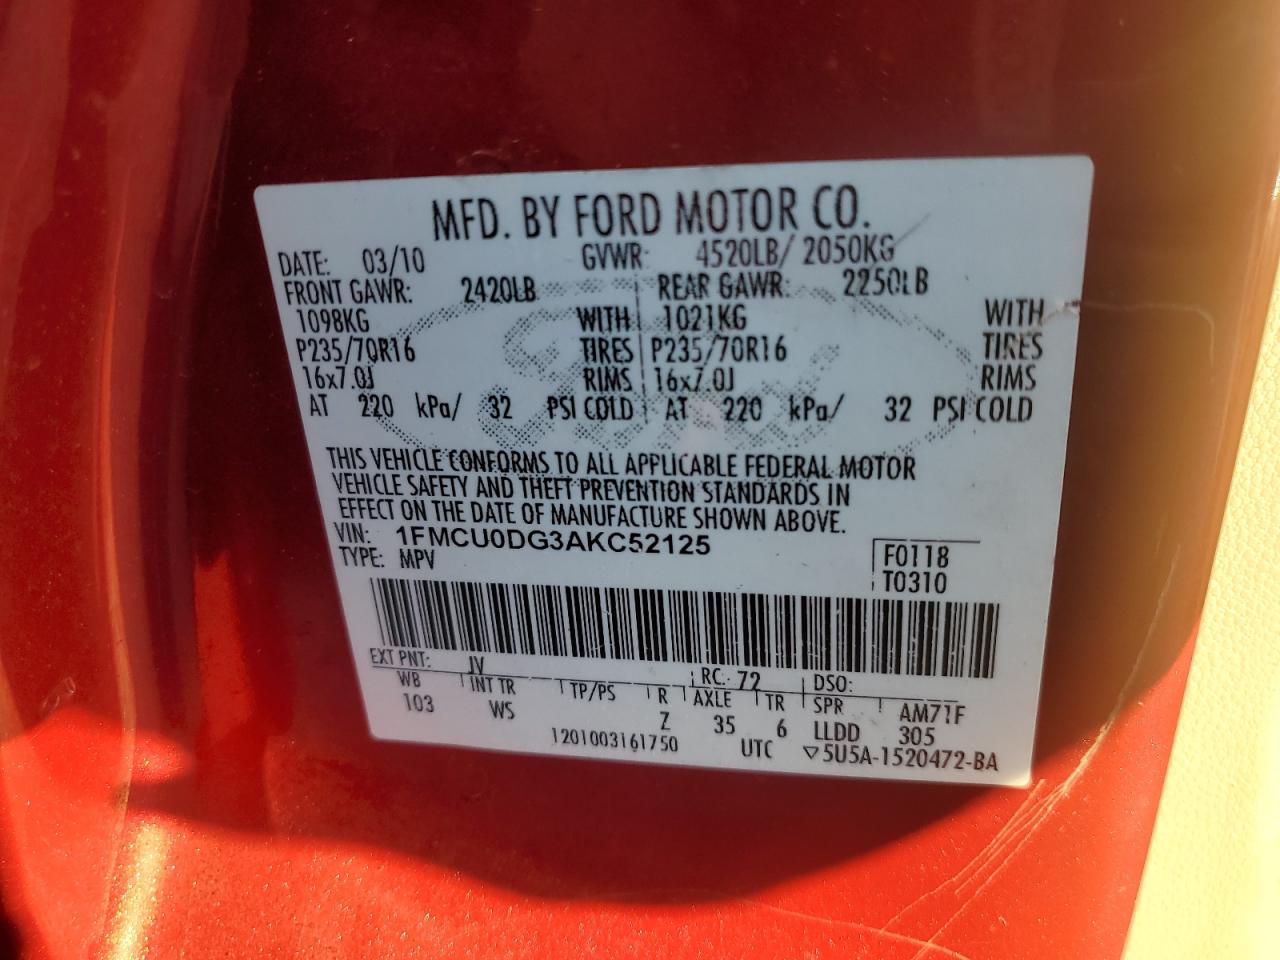 MFD. BY FORD MOTOR CO.
DATE: 03/10 GVWR: 4520LB/ 2050KG
FRONT GAWR: 2420LB REAR GAWR: 2250LB
1098KG WITH 1021KG WITH
P235/70R16 TIRES P235/70R16 TIRES
16x7.0J RIMS 16x7.0J RIMS
AT 220 kPa/ 32 PSI COLD AT 220 kPa/ 32 PSI COLD
THIS VEHICLE CONFORMS TO ALL APPLICABLE FEDERAL MOTOR
VEHICLE SAFETY AND THEFT PREVENTION STANDARDS IN
EFFECT ON THE DATE OF MANUFACTURE SHOWN ABOVE.
VIN: 1FMCU0DG3AKC52125
TYPE: MPV
F0118
T0310
EXT PNT: JV RC: 72 DSO:
WB INT TR TP/PS R AXLE TR SPR AM71F
103 WS Z 35 6 LLDD 305
1201003161750 UTC ▽5U5A-1520472-BA